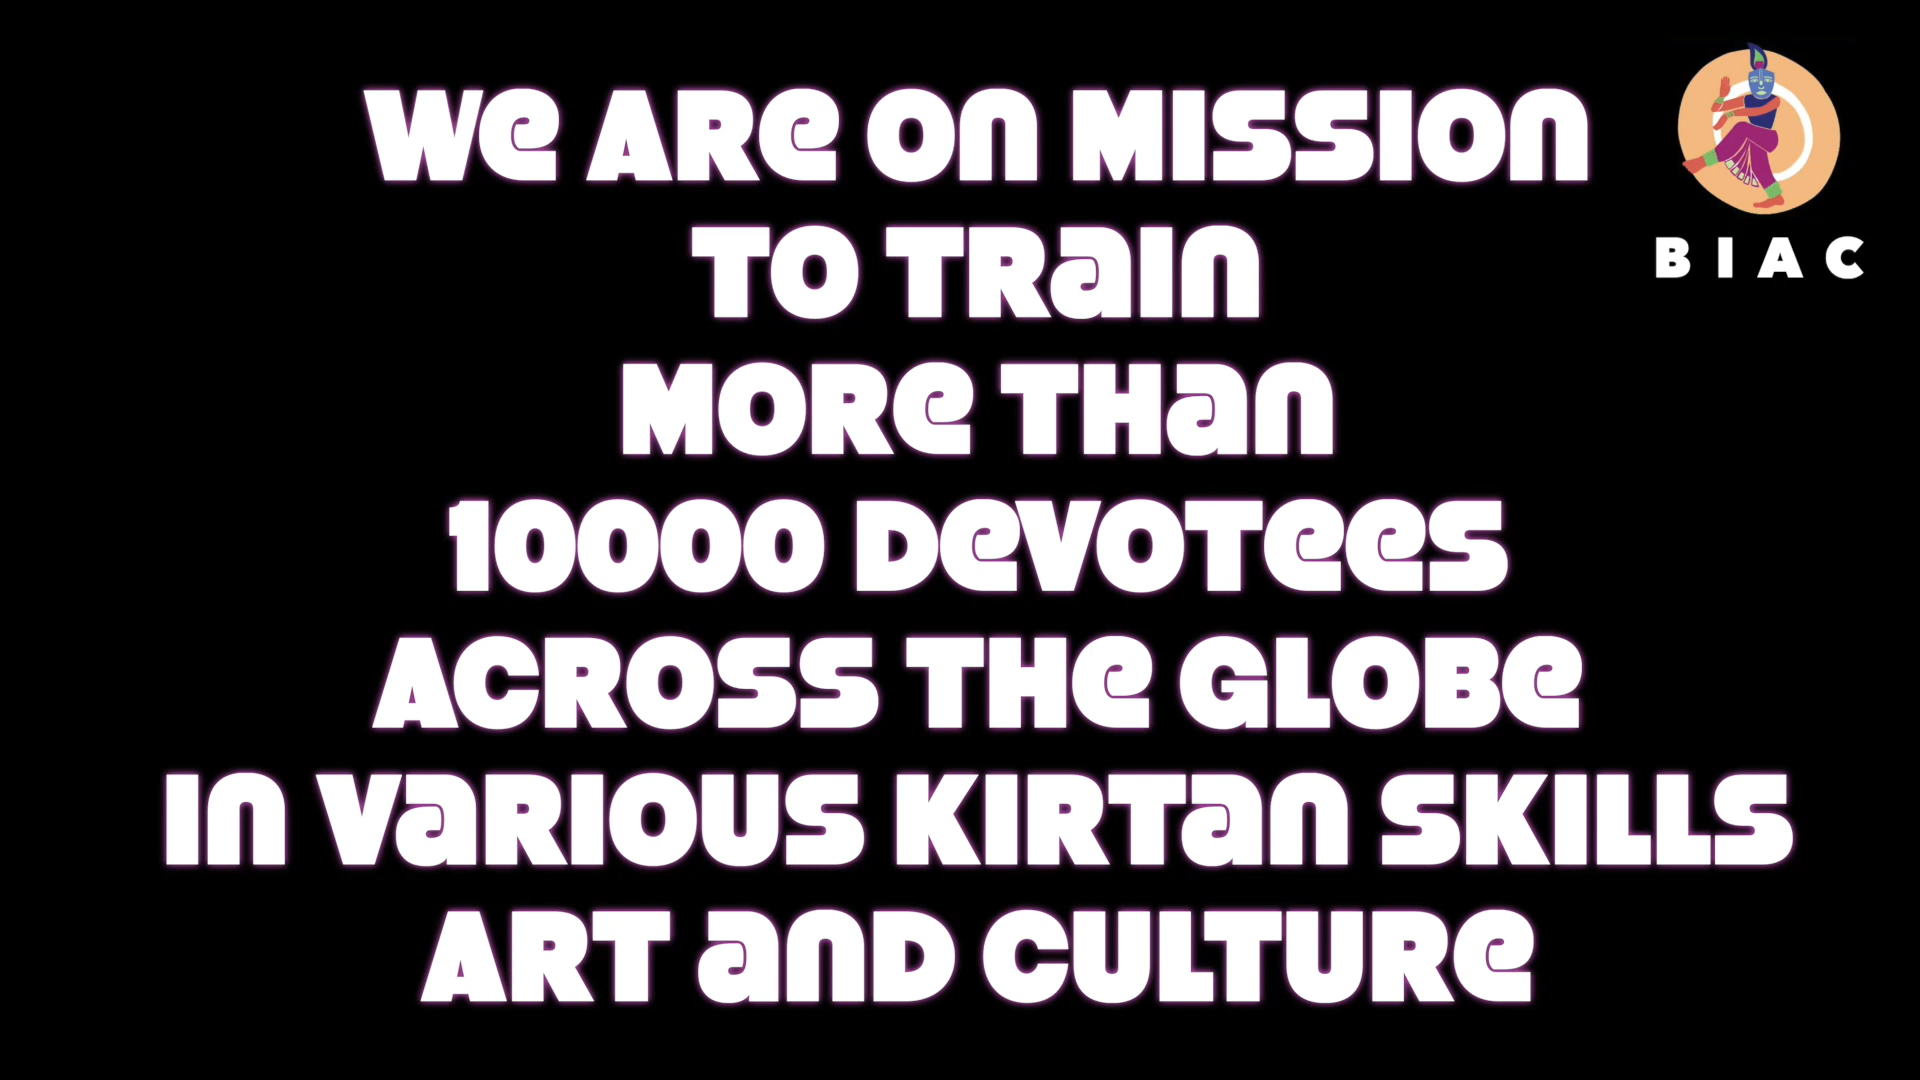 We Are On Mission
To Train
More Than
10000 Devotees
Across The Globe
In Various Kirtan Skills
Art and Culture
BIAC